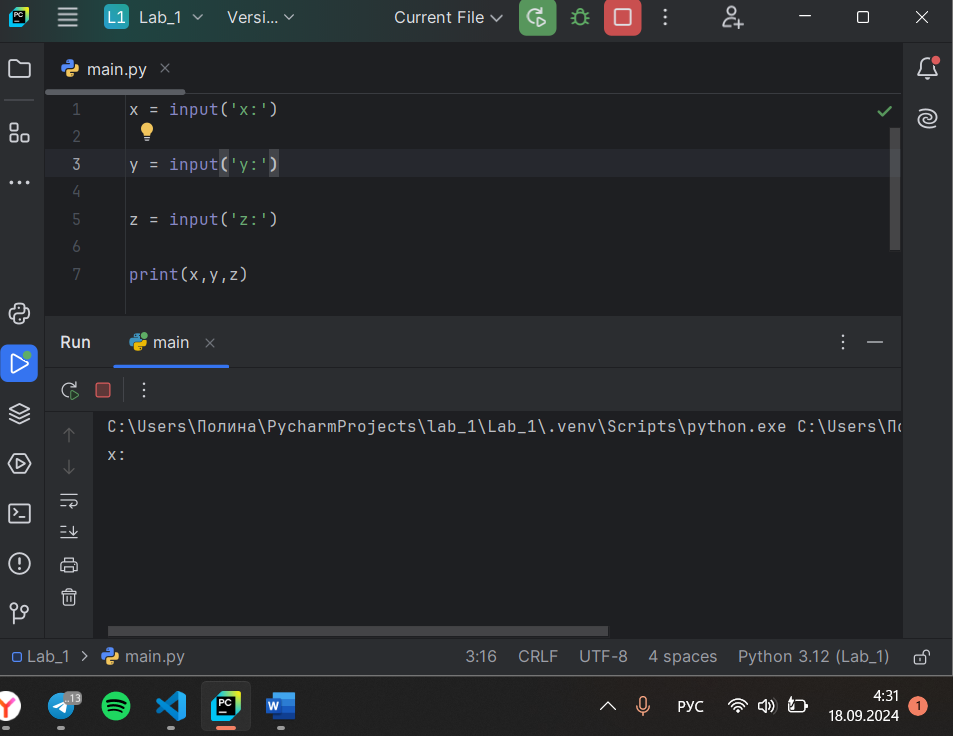 PC L1 Lab_1 Versi... Current File
main.py
1 x = input('x:')
2
3 y = input('y:')
4
5 z = input('z:')
6
7 print(x,y,z)
Run main
C:\Users\Полина\PycharmProjects\lab_1\Lab_1\.venv\Scripts\python.exe C:\Users\По
x:
Lab_1 > main.py 3:16 CRLF UTF-8 4 spaces Python 3.12 (Lab_1)
Y 13 PC W РУС 4:31
18.09.2024 1